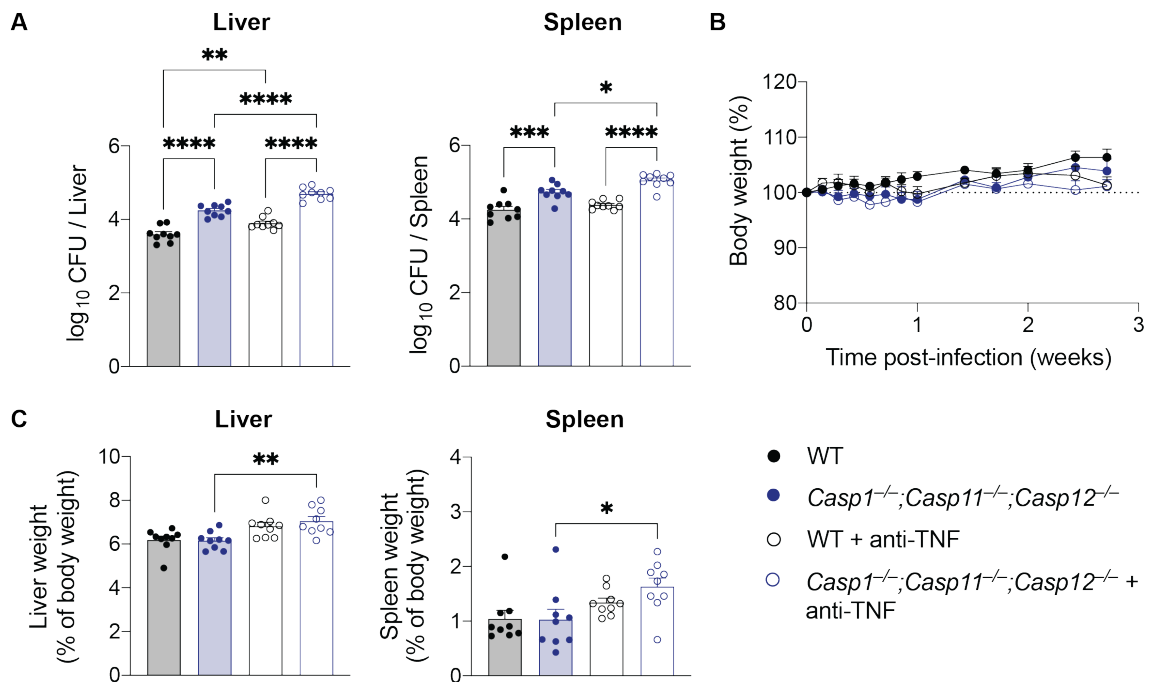 A
Liver
Spleen
B
**
****
****
****
log10 CFU / Liver
6
4
2
0
*
***
****
log10 CFU / Spleen
6
4
2
0
Body weight (%)
120
110
100
90
80
0
1
2
3
Time post-infection (weeks)
C
Liver
Spleen
**
Liver weight
(% of body weight)
10
8
6
4
2
0
*
Spleen weight
(% of body weight)
4
3
2
1
0
WT
Casp1–/–;Casp11–/–;Casp12–/–
WT + anti-TNF
Casp1–/–;Casp11–/–;Casp12–/– +
anti-TNF